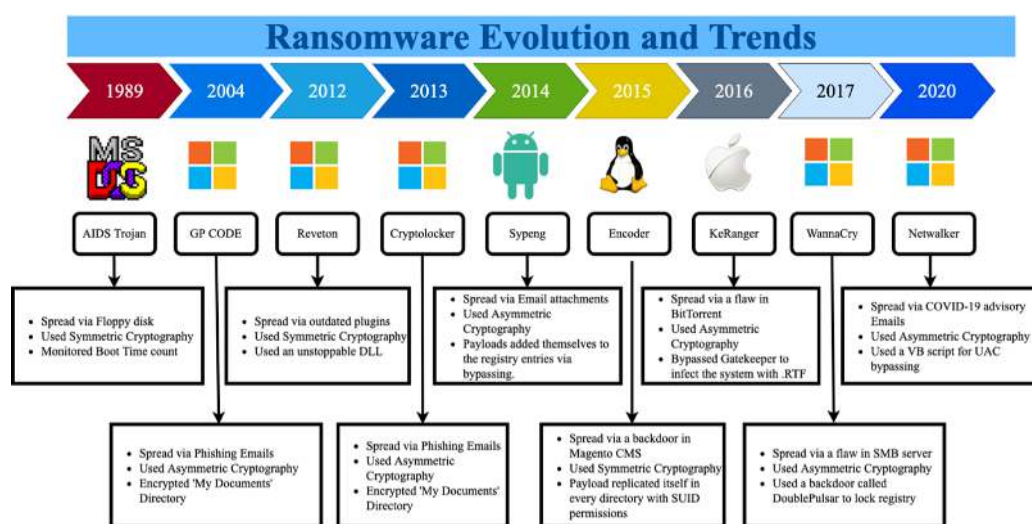 Ransomware Evolution and Trends
1989
2004
2012
2013
2014
2015
2016
2017
2020
MS
DOS
AIDS Trojan
GP CODE
Reveton
Cryptolocker
Sypeng
Encoder
KeRanger
WannaCry
Netwalker
• Spread via Floppy disk
• Used Symmetric Cryptography
• Monitored Boot Time count
• Spread via outdated plugins
• Used Symmetric Cryptography
• Used an unstoppable DLL
• Spread via Email attachments
• Used Asymmetric
Cryptography
• Payloads added themselves to
the registry entries via
bypassing.
• Spread via a flaw in
BitTorrent
• Used Asymmetric
Cryptography
• Bypassed Gatekeeper to
infect the system with .RTF
• Spread via COVID-19 advisory
Emails
• Used Asymmetric Cryptography
• Used a VB script for UAC
bypassing
• Spread via Phishing Emails
• Used Asymmetric Cryptography
• Encrypted 'My Documents'
Directory
• Spread via Phishing Emails
• Used Asymmetric
Cryptography
• Encrypted 'My Documents'
Directory
• Spread via a backdoor in
Magento CMS
• Used Symmetric Cryptography
• Payload replicated itself in
every directory with SUID
permissions
• Spread via a flaw in SMB server
• Used Asymmetric Cryptography
• Used a backdoor called
DoublePulsar to lock registry